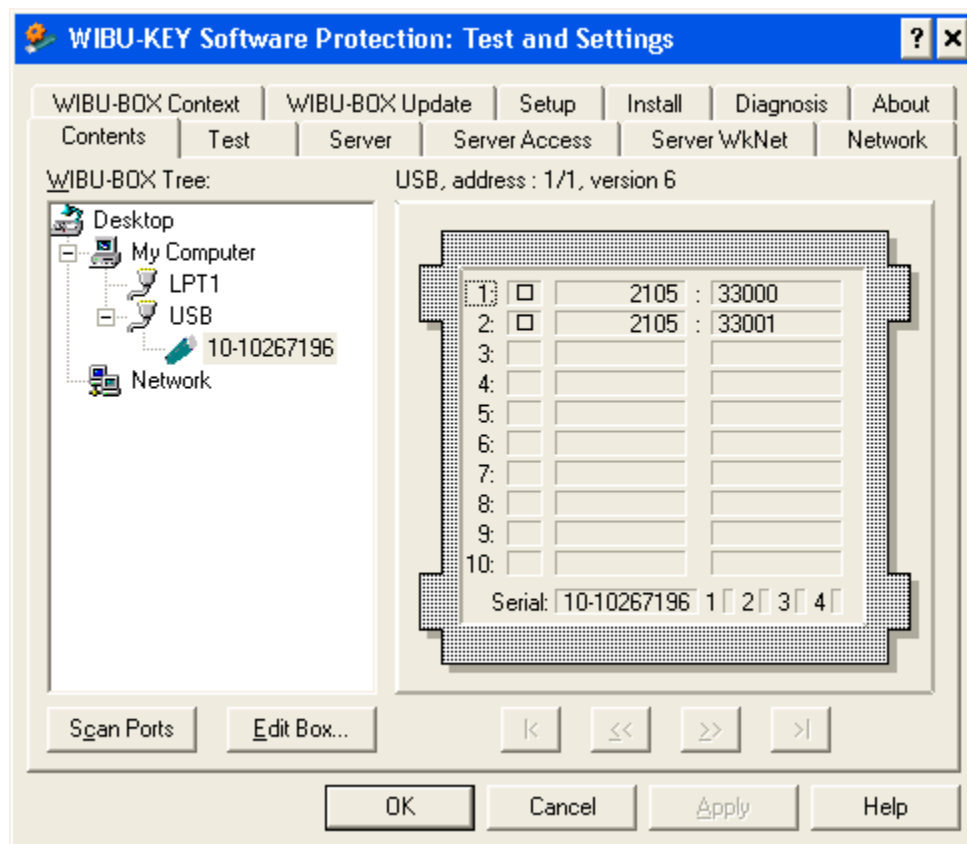 WIBU-KEY Software Protection: Test and Settings
WIBU-BOX Context WIBU-BOX Update Setup Install Diagnosis About
Contents Test Server Server Access Server WkNet Network
WIBU-BOX Tree: USB, address : 1/1, version 6
Desktop
My Computer
LPT1
USB
10-10267196
Network
1: 2105 : 33000
2: 2105 : 33001
3:
4:
5:
6:
7:
8:
9:
10:
Serial: 10-10267196 1 2 3 4
Scan Ports Edit Box... |< << >> >|
OK Cancel Apply Help